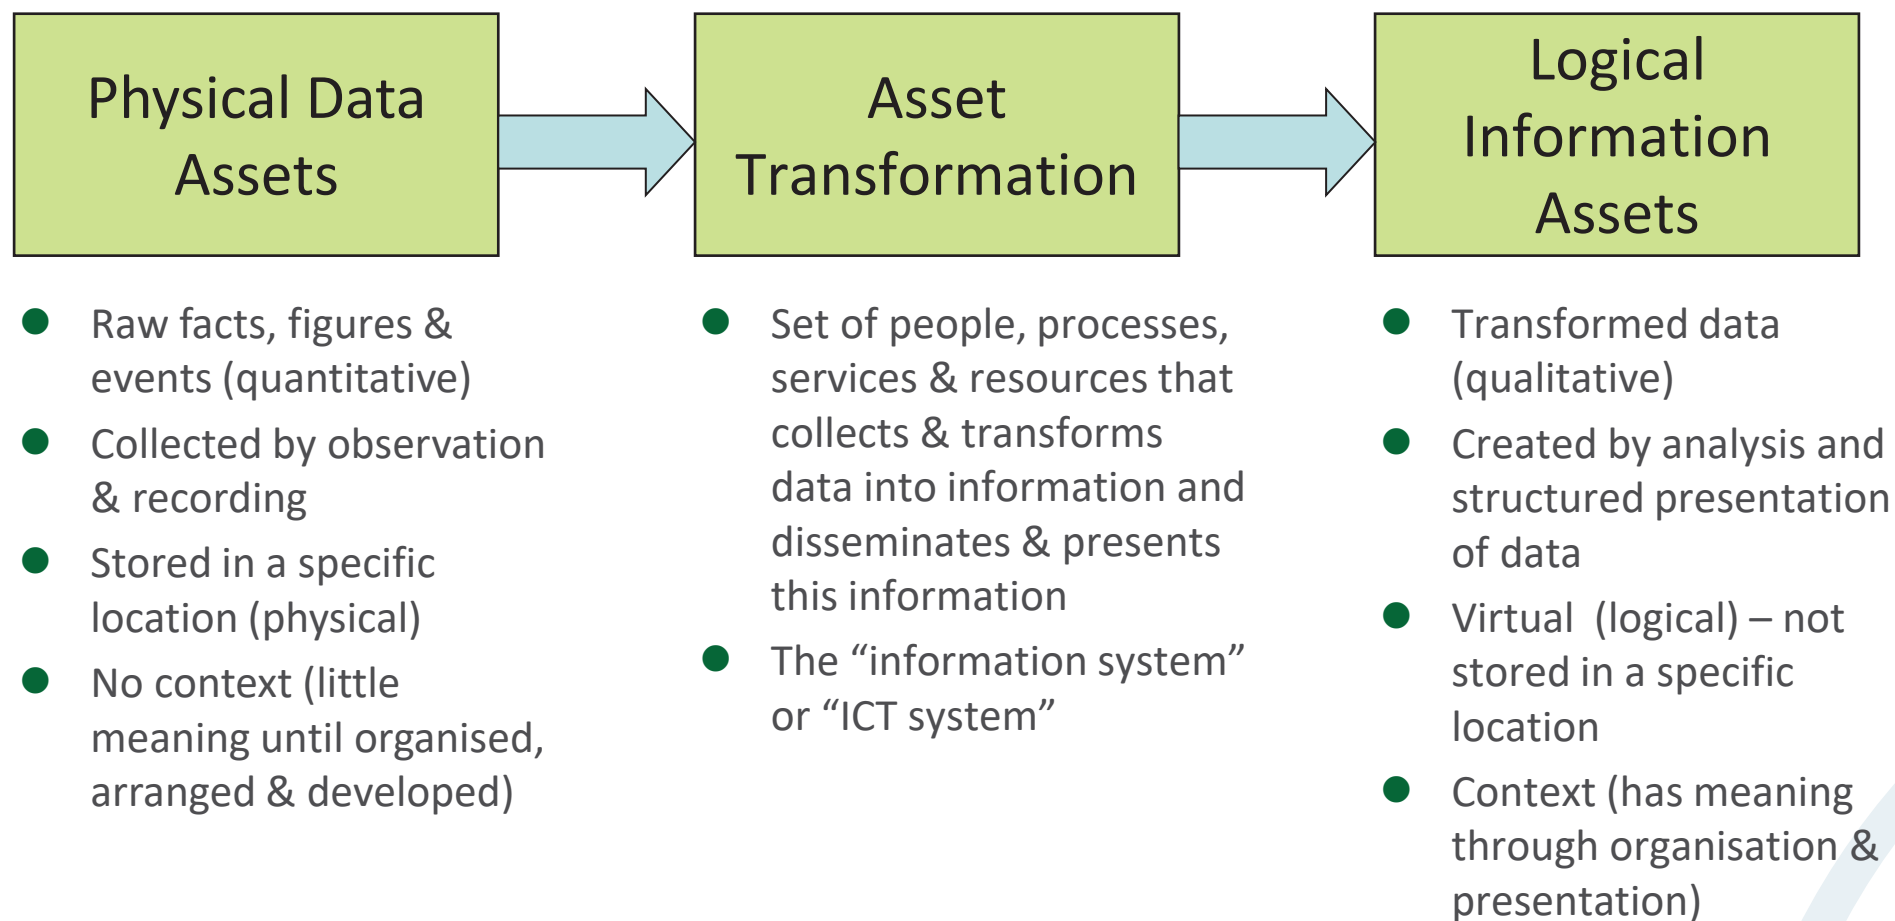 Physical Data
Assets
Asset
Transformation
Logical
Information
Assets
● Raw facts, figures &
events (quantitative)
● Collected by observation
& recording
● Stored in a specific
location (physical)
● No context (little
meaning until organised,
arranged & developed)
● Set of people, processes,
services & resources that
collects & transforms
data into information and
disseminates & presents
this information
● The “information system”
or “ICT system”
● Transformed data
(qualitative)
● Created by analysis and
structured presentation
of data
● Virtual  (logical) – not
stored in a specific
location
● Context (has meaning
through organisation &
presentation)